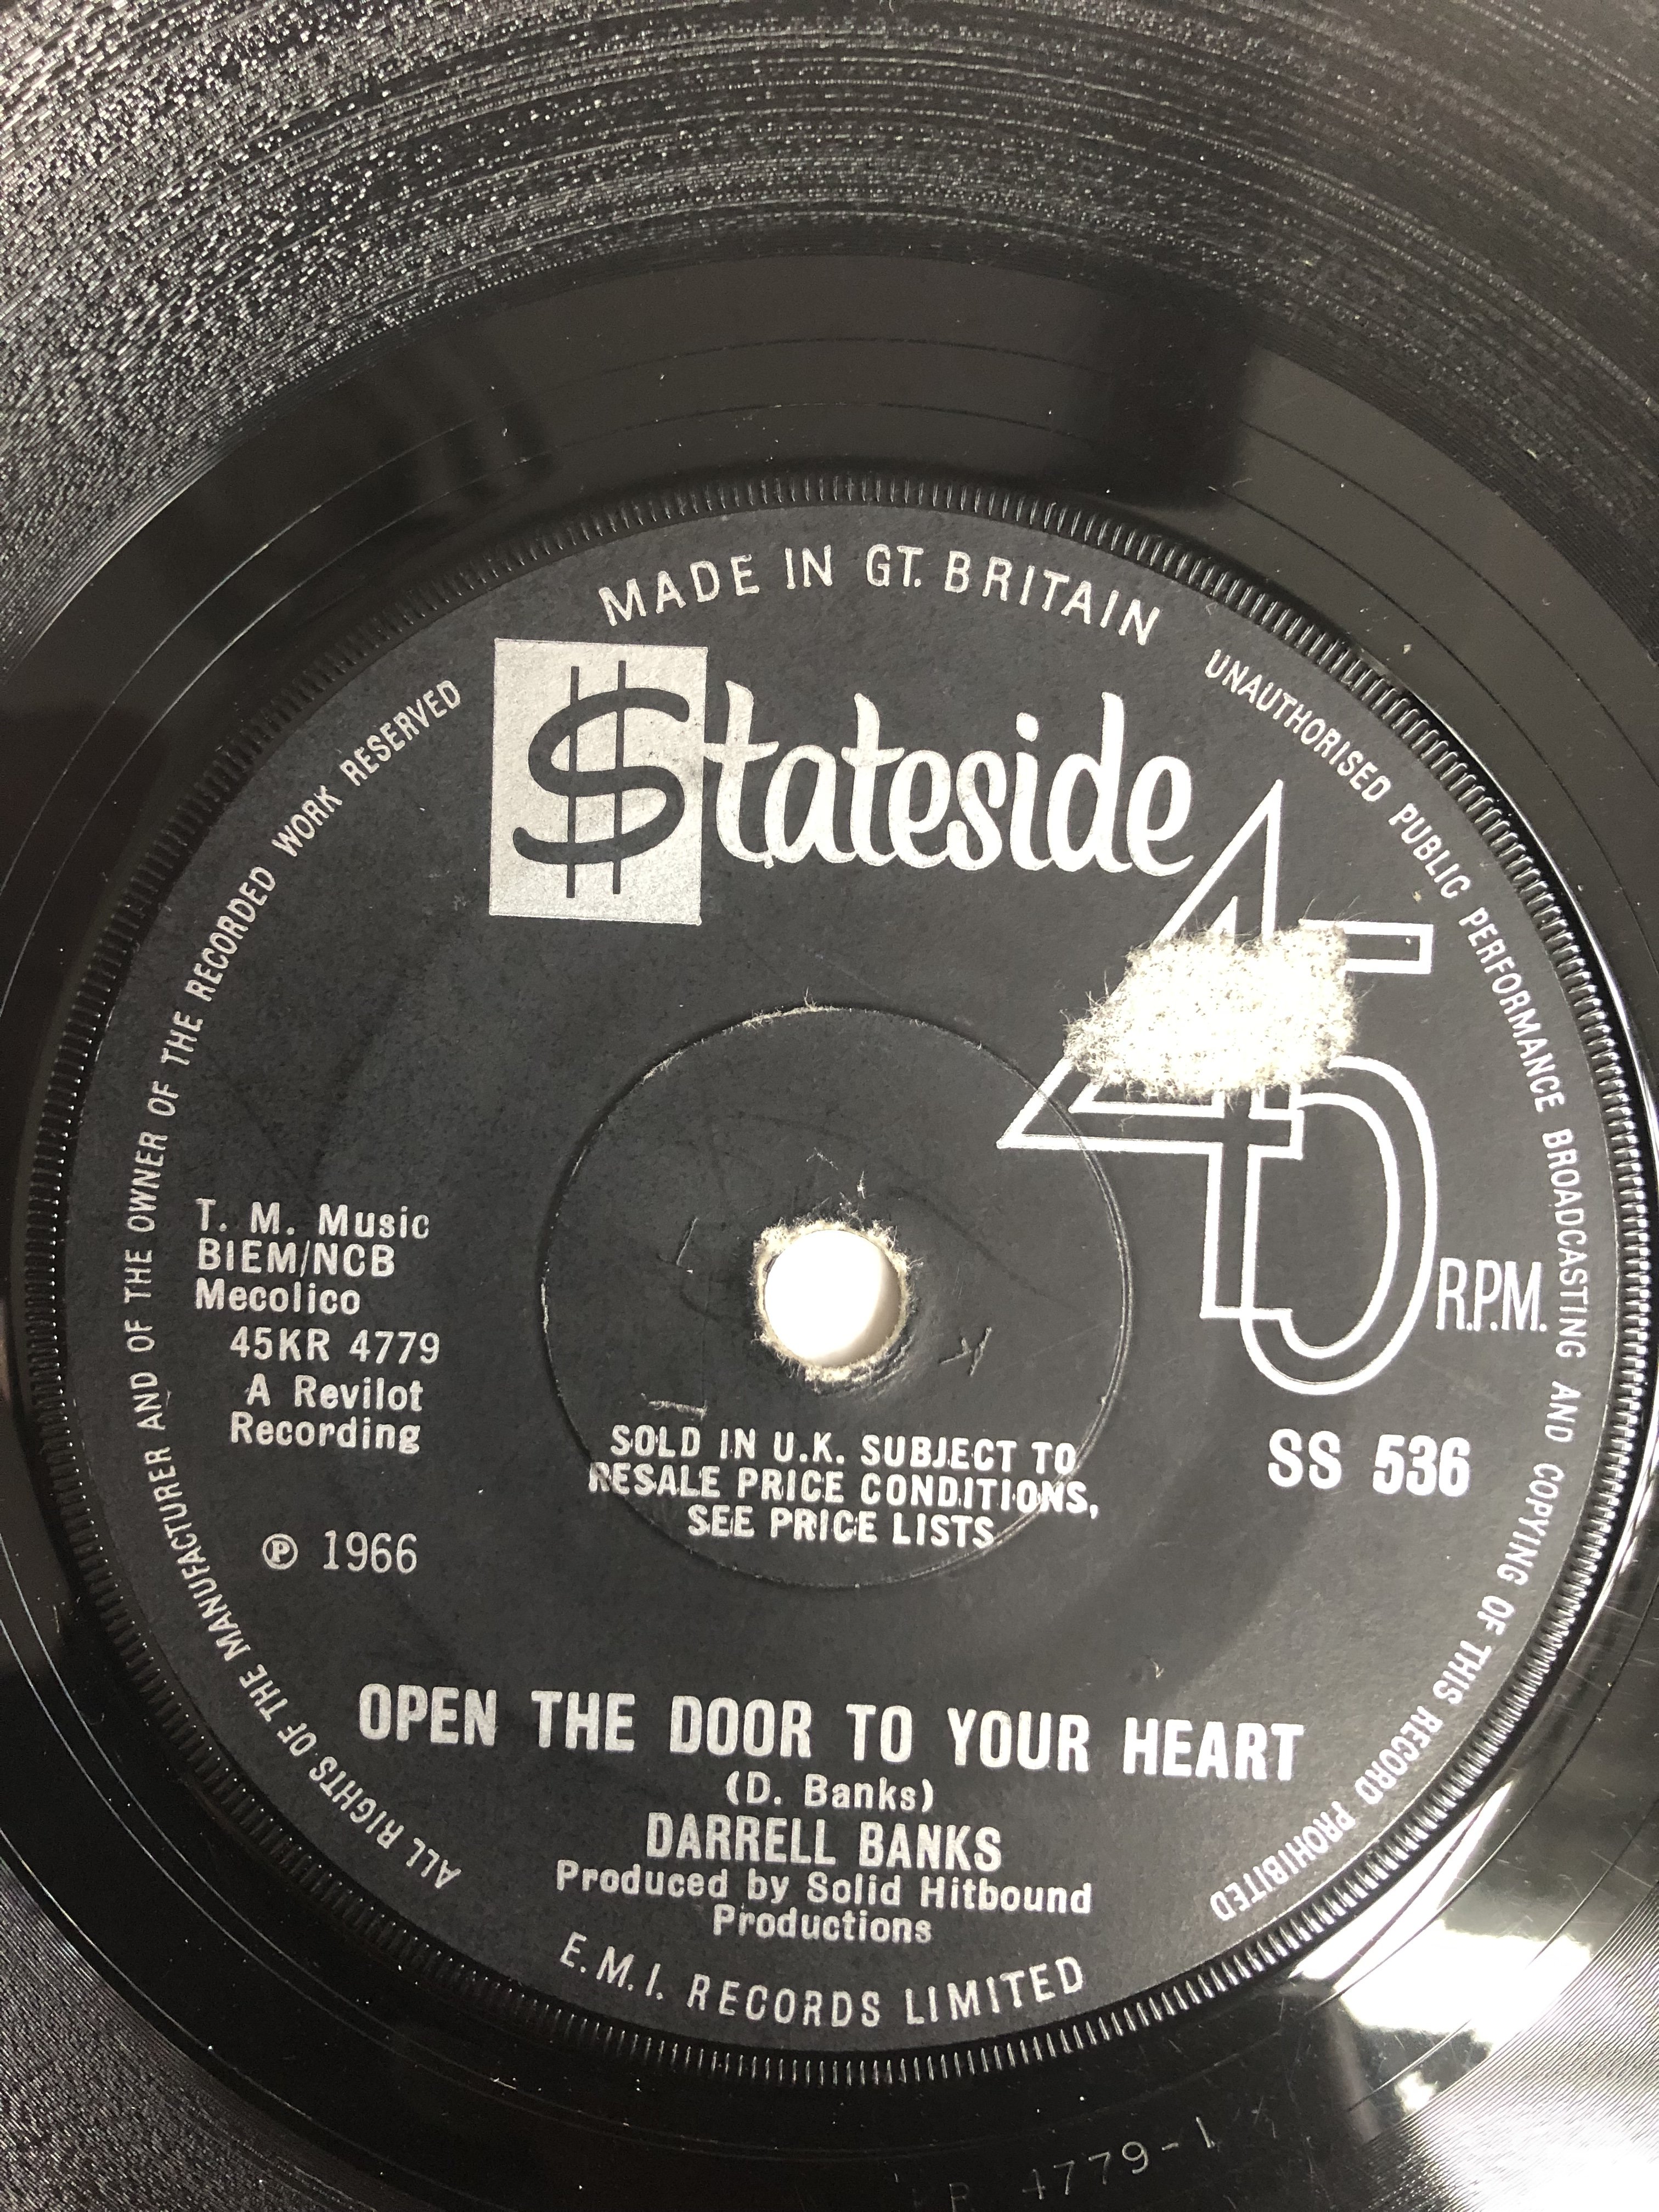 MADE IN GT. BRITAIN
UNAUTHORISED PUBLIC PERFORMANCE BROADCASTING AND COPYING OF THIS RECORD PROHIBITED
ALL RIGHTS OF THE MANUFACTURER AND OF THE OWNER OF THE RECORDED WORK RESERVED
$tateside
45
R.P.M.
T. M. Music
BIEM/NCB
Mecolico
45KR 4779
A Revilot
Recording
℗ 1966
SOLD IN U.K. SUBJECT TO
RESALE PRICE CONDITIONS,
SEE PRICE LISTS
SS 536
OPEN THE DOOR TO YOUR HEART
(D. Banks)
DARRELL BANKS
Produced by Solid Hitbound
Productions
E.M.I. RECORDS LIMITED
4779-1